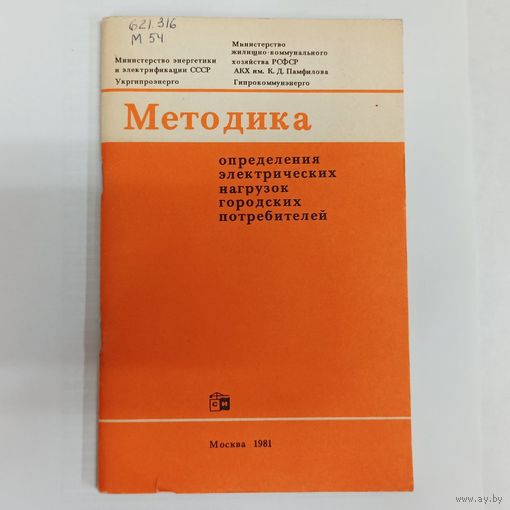 621.316
М 54
Министерство энергетики
и электрификации СССР
Укргипроэнерго
Министерство
жилищно-коммунального
хозяйства РСФСР
АКХ им. К. Д. Памфилова
Гипрокоммунэнерго
Методика
определения
электрических
нагрузок
городских
потребителей
С И
Москва 1981
www.ay.by